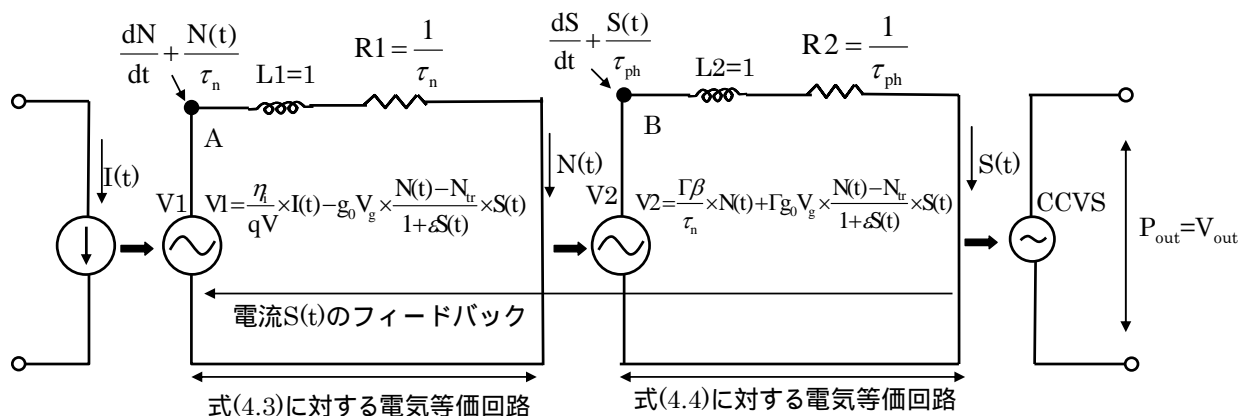 dN/dt + N(t)/τn
L1=1
R1 = 1/τn
dS/dt + S(t)/τph
L2=1
R2 = 1/τph
A
B
I(t)
V1
V1 = ηi/qV × I(t) − g0Vg × N(t)−Ntr/1+εS(t) × S(t)
N(t)
V2
V2 = Γβ/τn × N(t) + Γg0Vg × N(t)−Ntr/1+εS(t) × S(t)
S(t)
CCVS
Pout=Vout
電流S(t)のフィードバック
式(4.3)に対する電気等価回路
式(4.4)に対する電気等価回路